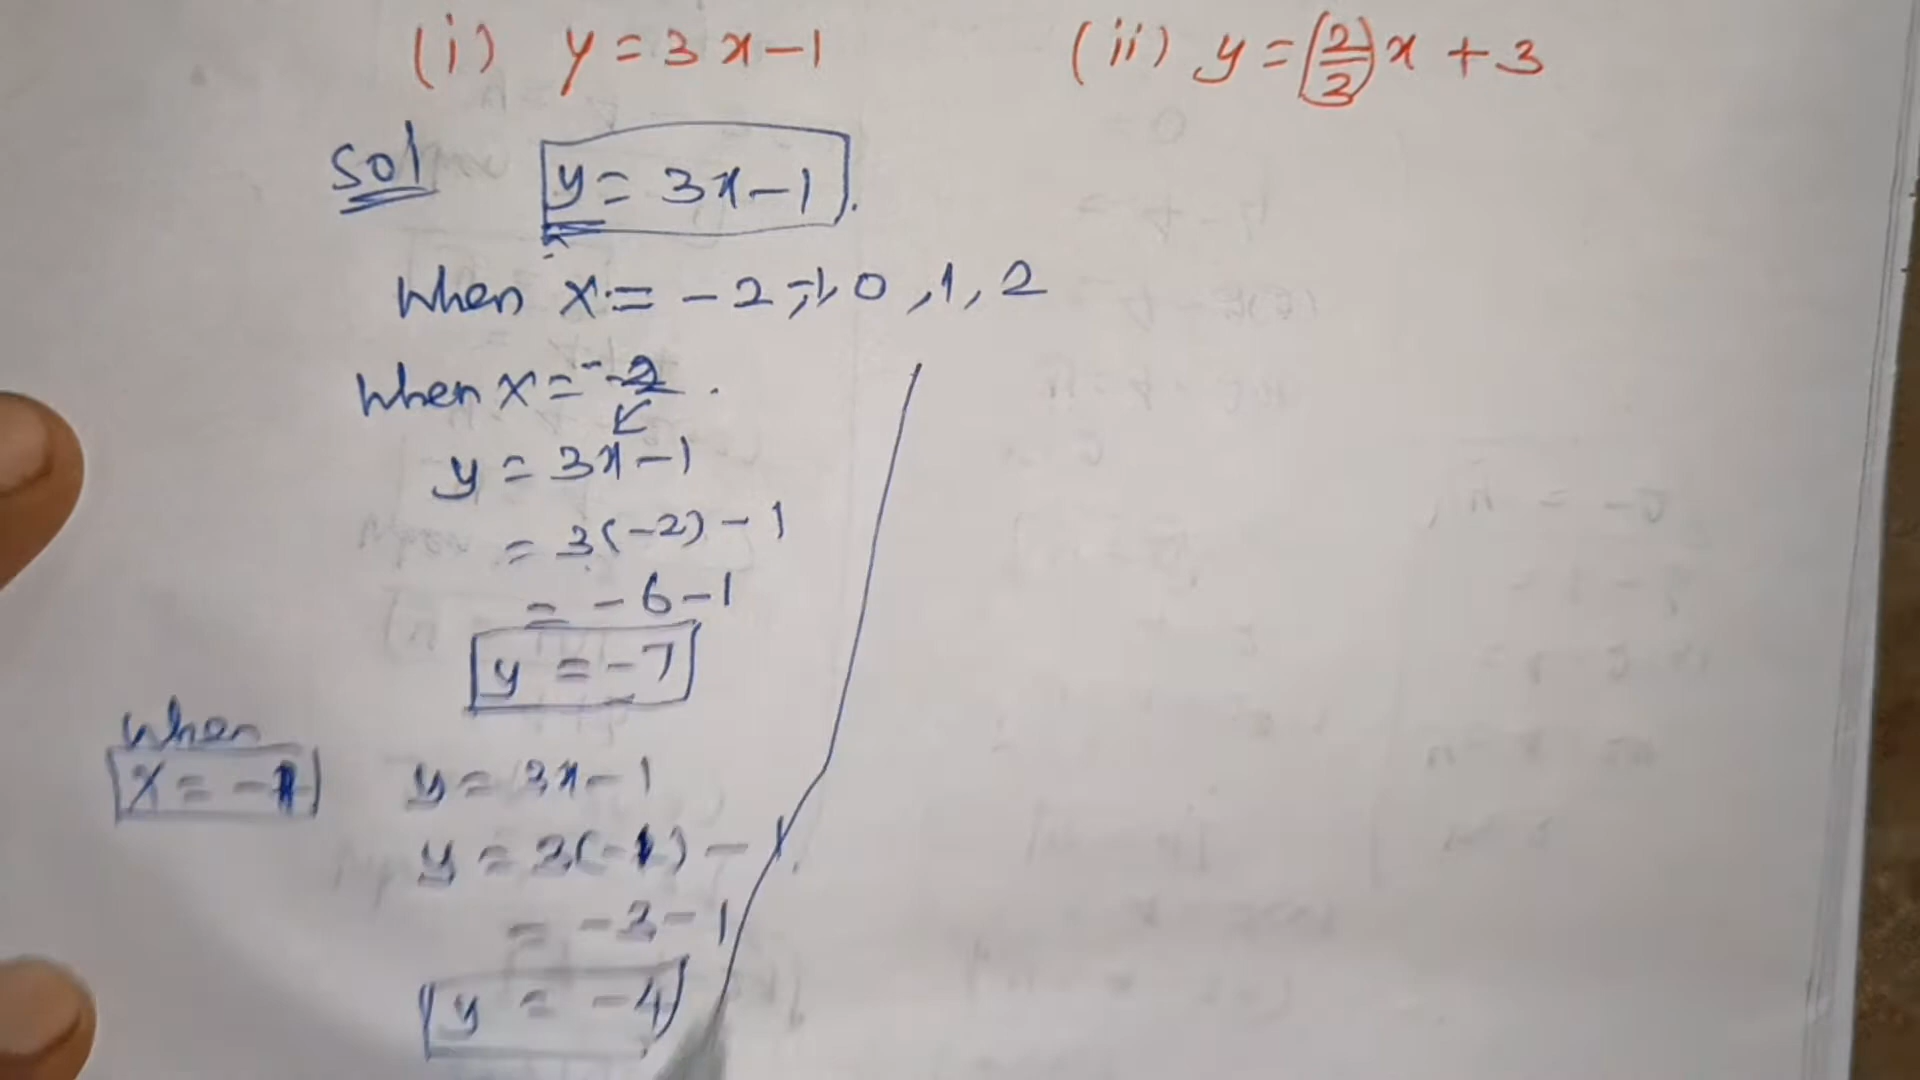 (i) y = 3x-1 (ii) y = (2/3)x + 3
Sol y = 3x-1.
when x = -2, -1, 0, 1, 2
when x = -2.
y = 3x-1
= 3(-2) - 1
= -6-1
y = -7
when
x = -1 y = 3x-1
y = 3(-1) - 1.
= -3-1
y = -4